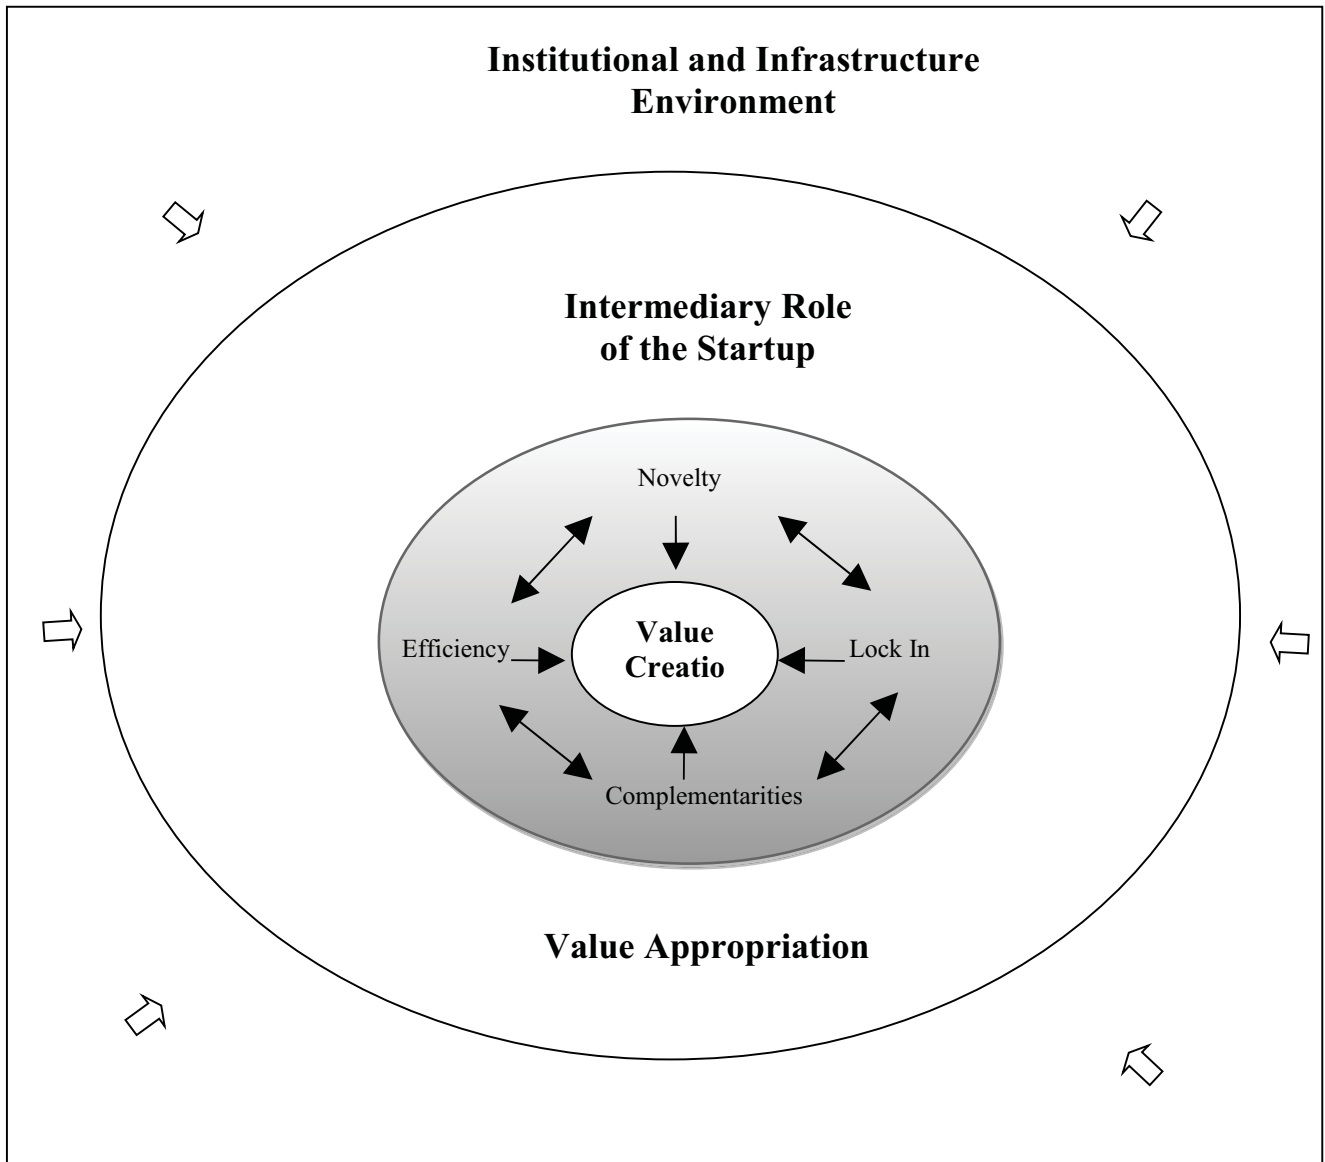 Institutional and Infrastructure
Environment
Intermediary Role
of the Startup
Novelty
Efficiency
Value
Creatio
Lock In
Complementarities
Value Appropriation